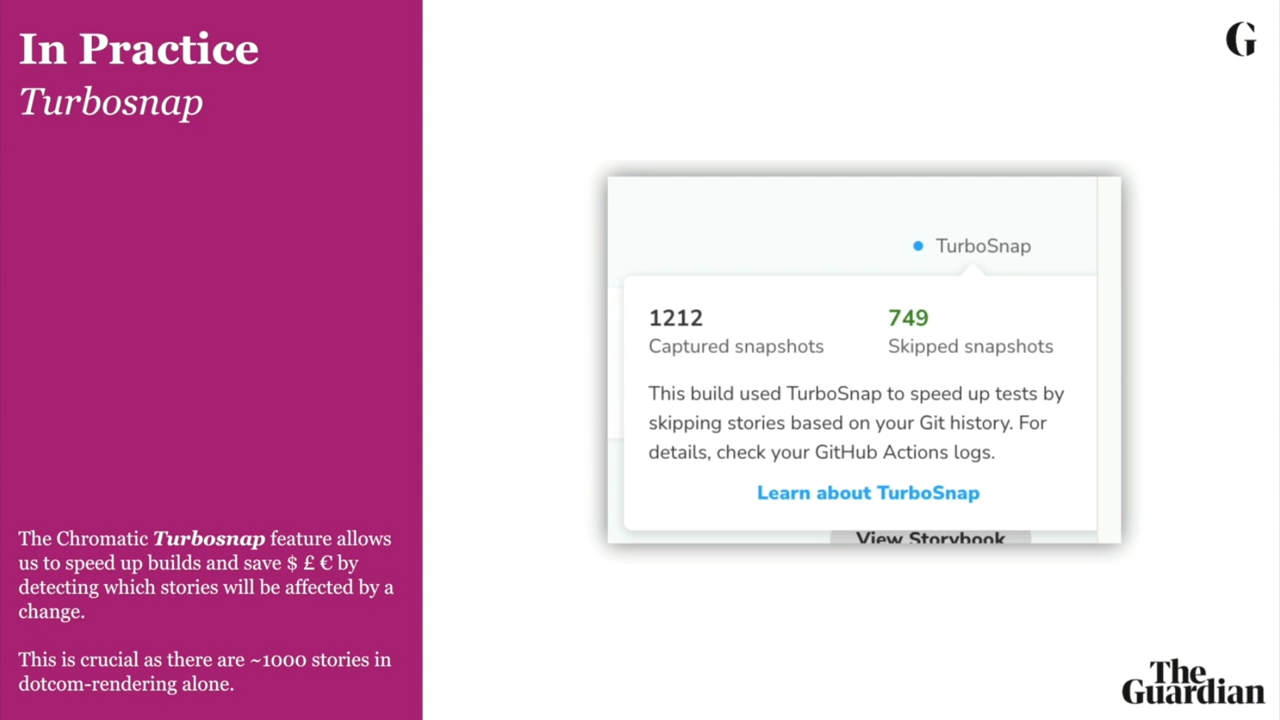 In Practice
Turbosnap
The Chromatic Turbosnap feature allows
us to speed up builds and save $ £ € by
detecting which stories will be affected by a
change.
This is crucial as there are ~1000 stories in
dotcom-rendering alone.
G
TurboSnap
1212
Captured snapshots
749
Skipped snapshots
This build used TurboSnap to speed up tests by
skipping stories based on your Git history. For
details, check your GitHub Actions logs.
Learn about TurboSnap
View Storybook
The
Guardian